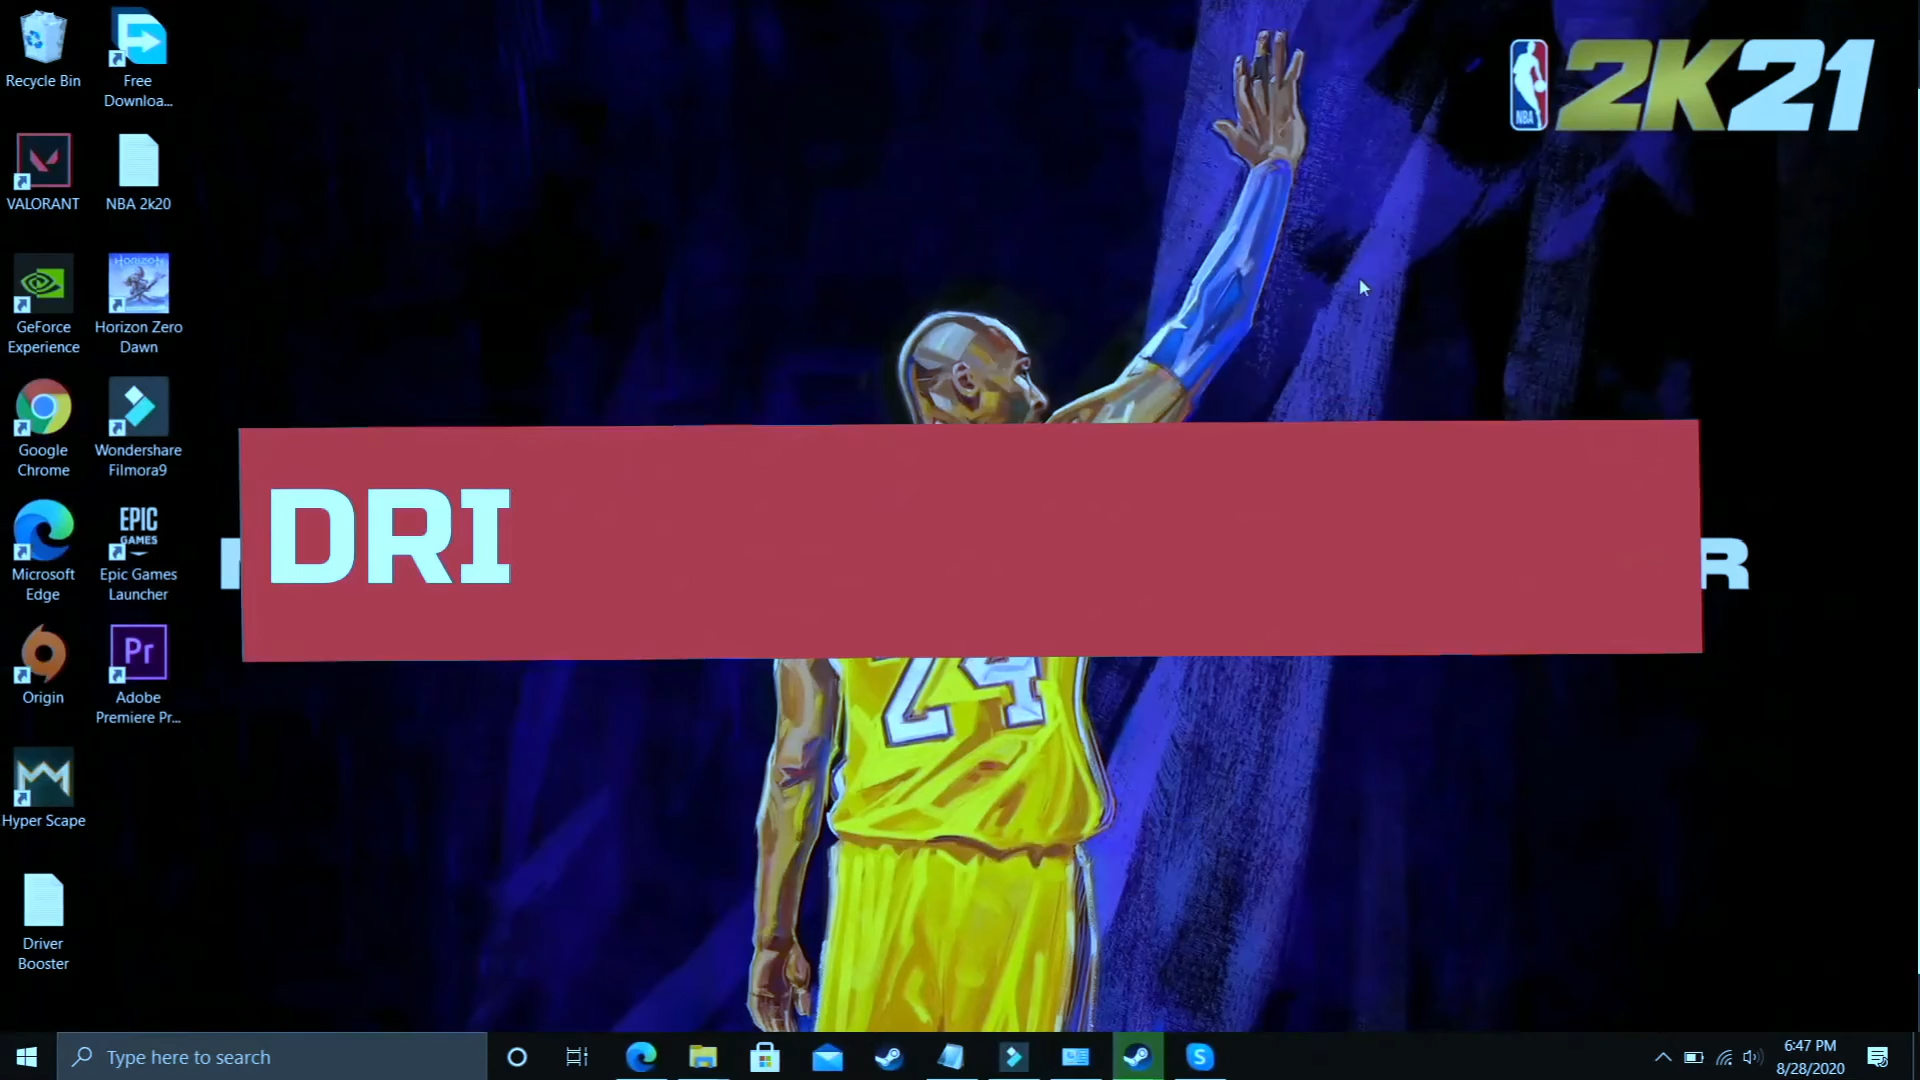 Recycle Bin
Free
Downloa...
NBA
2K21
VALORANT
NBA 2k20
GeForce
Experience
HORIZON
Horizon Zero
Dawn
Google
Chrome
Wondershare
Filmora9
DRI
R
Microsoft
Edge
EPIC
GAMES
Epic Games
Launcher
Origin
Pr
Adobe
Premiere Pr...
24
Hyper Scape
Driver
Booster
Type here to search
6:47 PM
8/28/2020